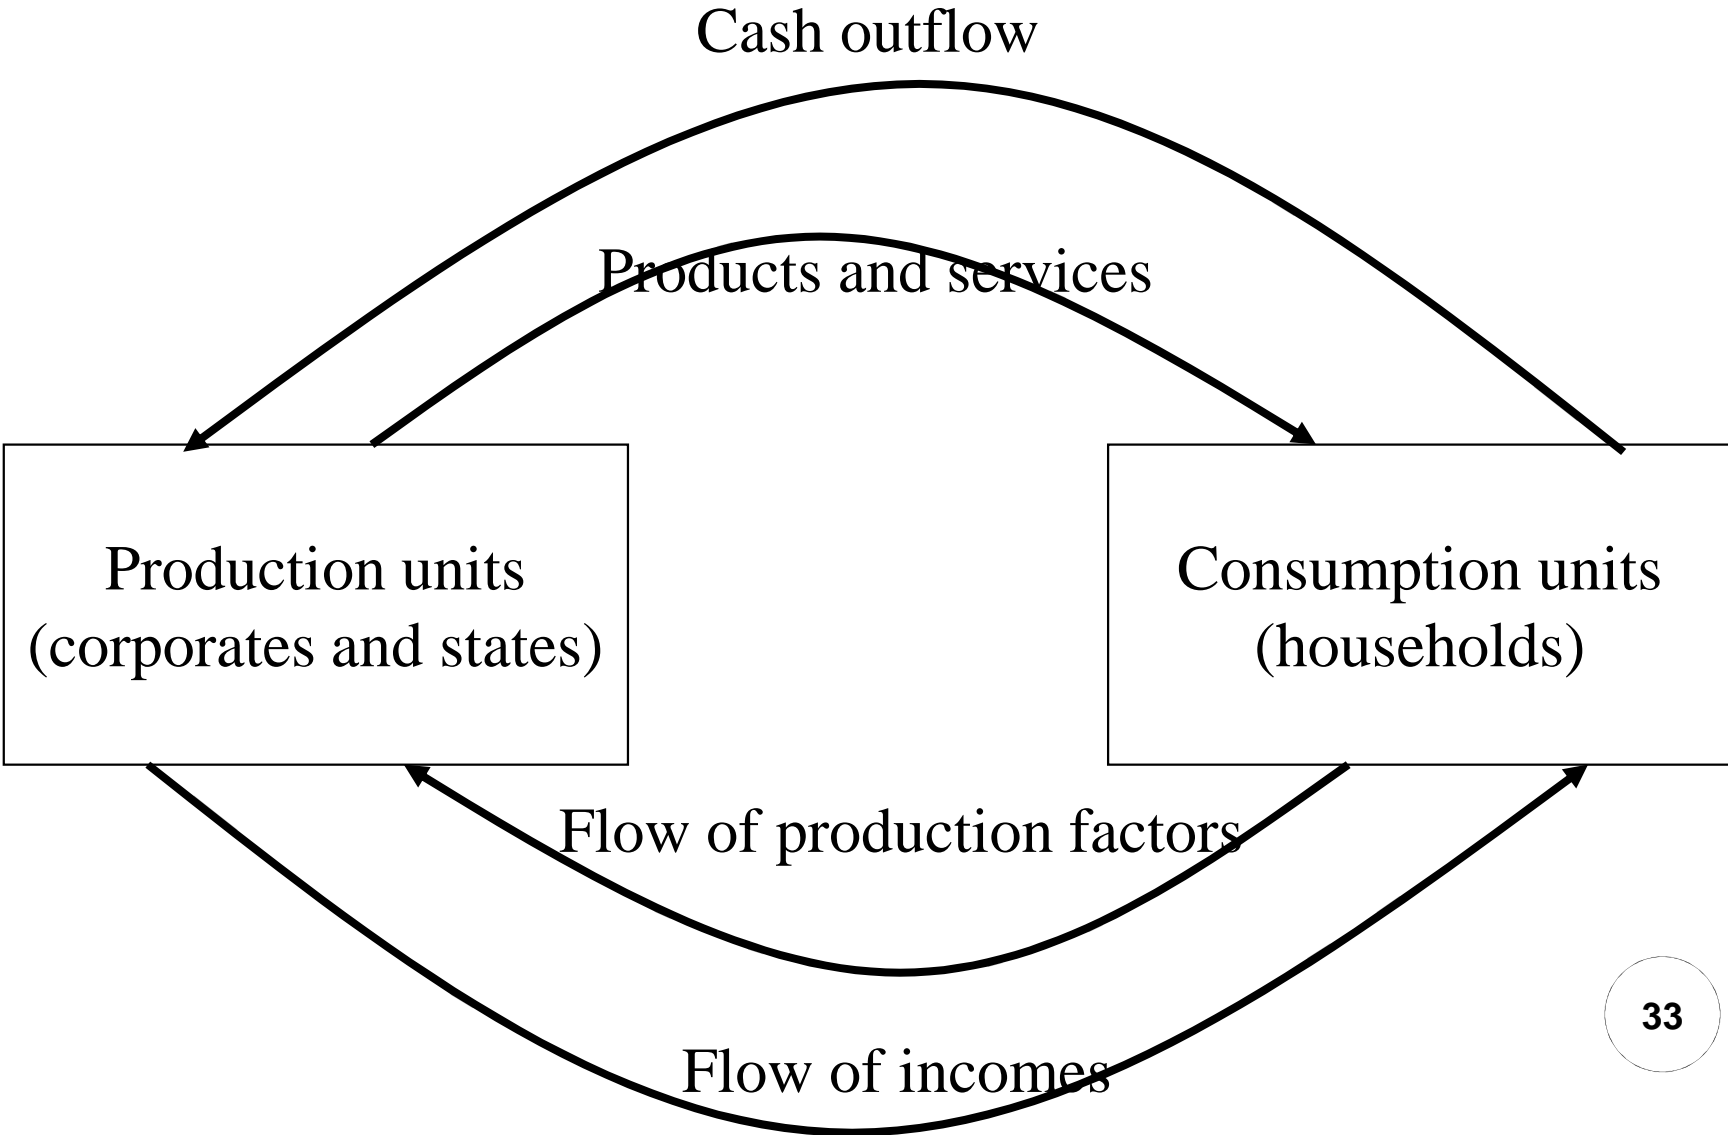 Cash outflow
Products and services
Production units
(corporates and states)
Consumption units
(households)
Flow of production factors
Flow of incomes
33